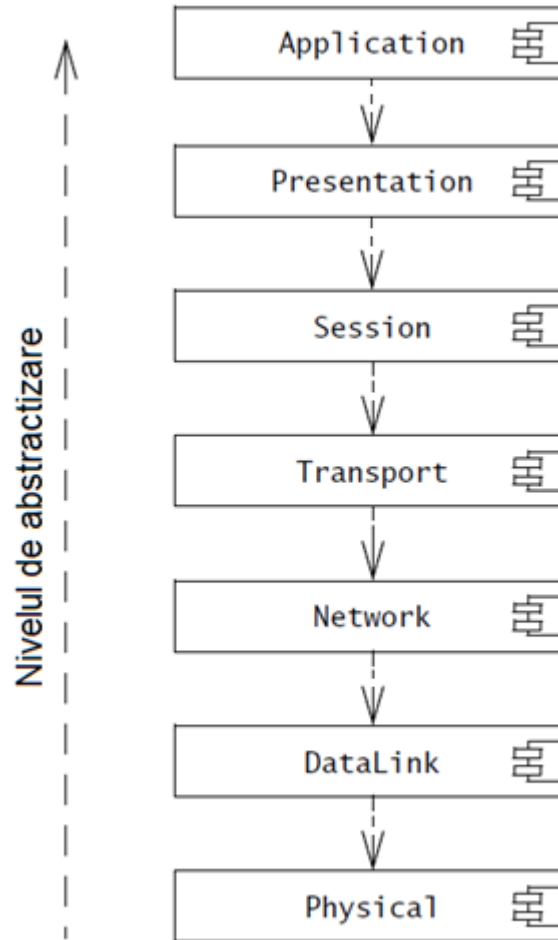 Application
Presentation
Session
Transport
Network
DataLink
Physical
Nivelul de abstractizare